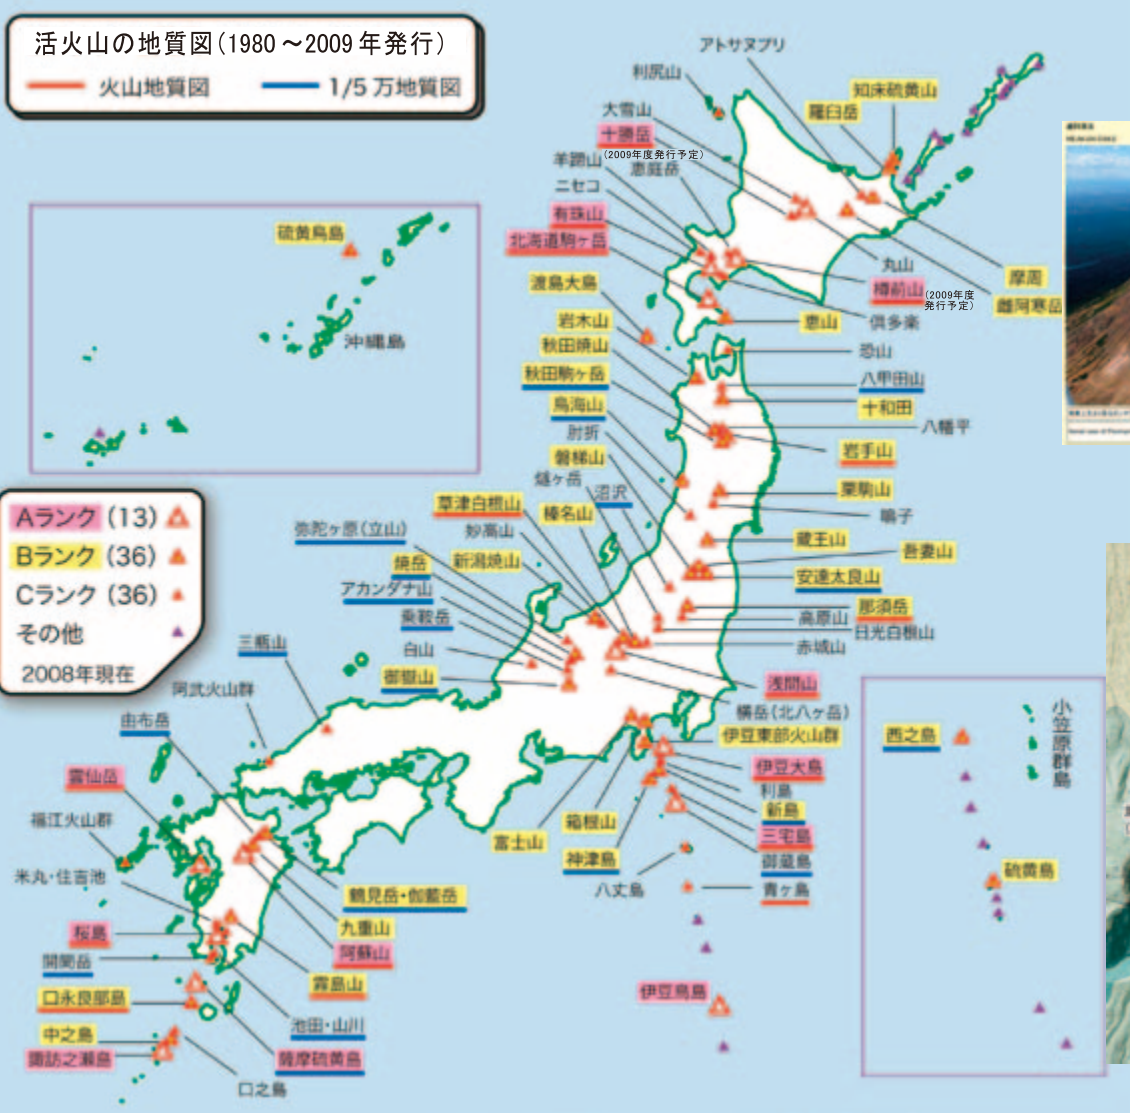 活火山の地質図(1980～2009年発行)
火山地質図
1/5万地質図
アトサヌプリ
利尻山
知床硫黄山
羅臼岳
大雪山
十勝岳
(2009年度発行予定)
羊蹄山
恵庭岳
ニセコ
有珠山
北海道駒ヶ岳
渡島大島
丸山
樽前山
(2009年度
発行予定)
摩周
雌阿寒岳
恵山
倶多楽
硫黄鳥島
沖縄島
岩木山
秋田焼山
秋田駒ヶ岳
鳥海山
肘折
磐梯山
燧ヶ岳
沼沢
恐山
八甲田山
十和田
八幡平
岩手山
栗駒山
鳴子
蔵王山
吾妻山
安達太良山
那須岳
高原山
日光白根山
赤城山
草津白根山
榛名山
妙高山
新潟焼山
弥陀ヶ原(立山)
焼岳
アカンダナ山
乗鞍岳
白山
御嶽山
浅間山
横岳(北八ヶ岳)
Aランク (13)
Bランク (36)
Cランク (36)
その他
2008年現在
三瓶山
阿武火山群
由布岳
雲仙岳
福江火山群
米丸・住吉池
桜島
開聞岳
口永良部島
中之島
諏訪之瀬島
口之島
薩摩硫黄島
池田・山川
霧島山
阿蘇山
九重山
鶴見岳・伽藍岳
富士山
箱根山
神津島
伊豆東部火山群
伊豆大島
利島
新島
三宅島
御蔵島
八丈島
青ヶ島
伊豆鳥島
西之島
小笠原群島
硫黄島